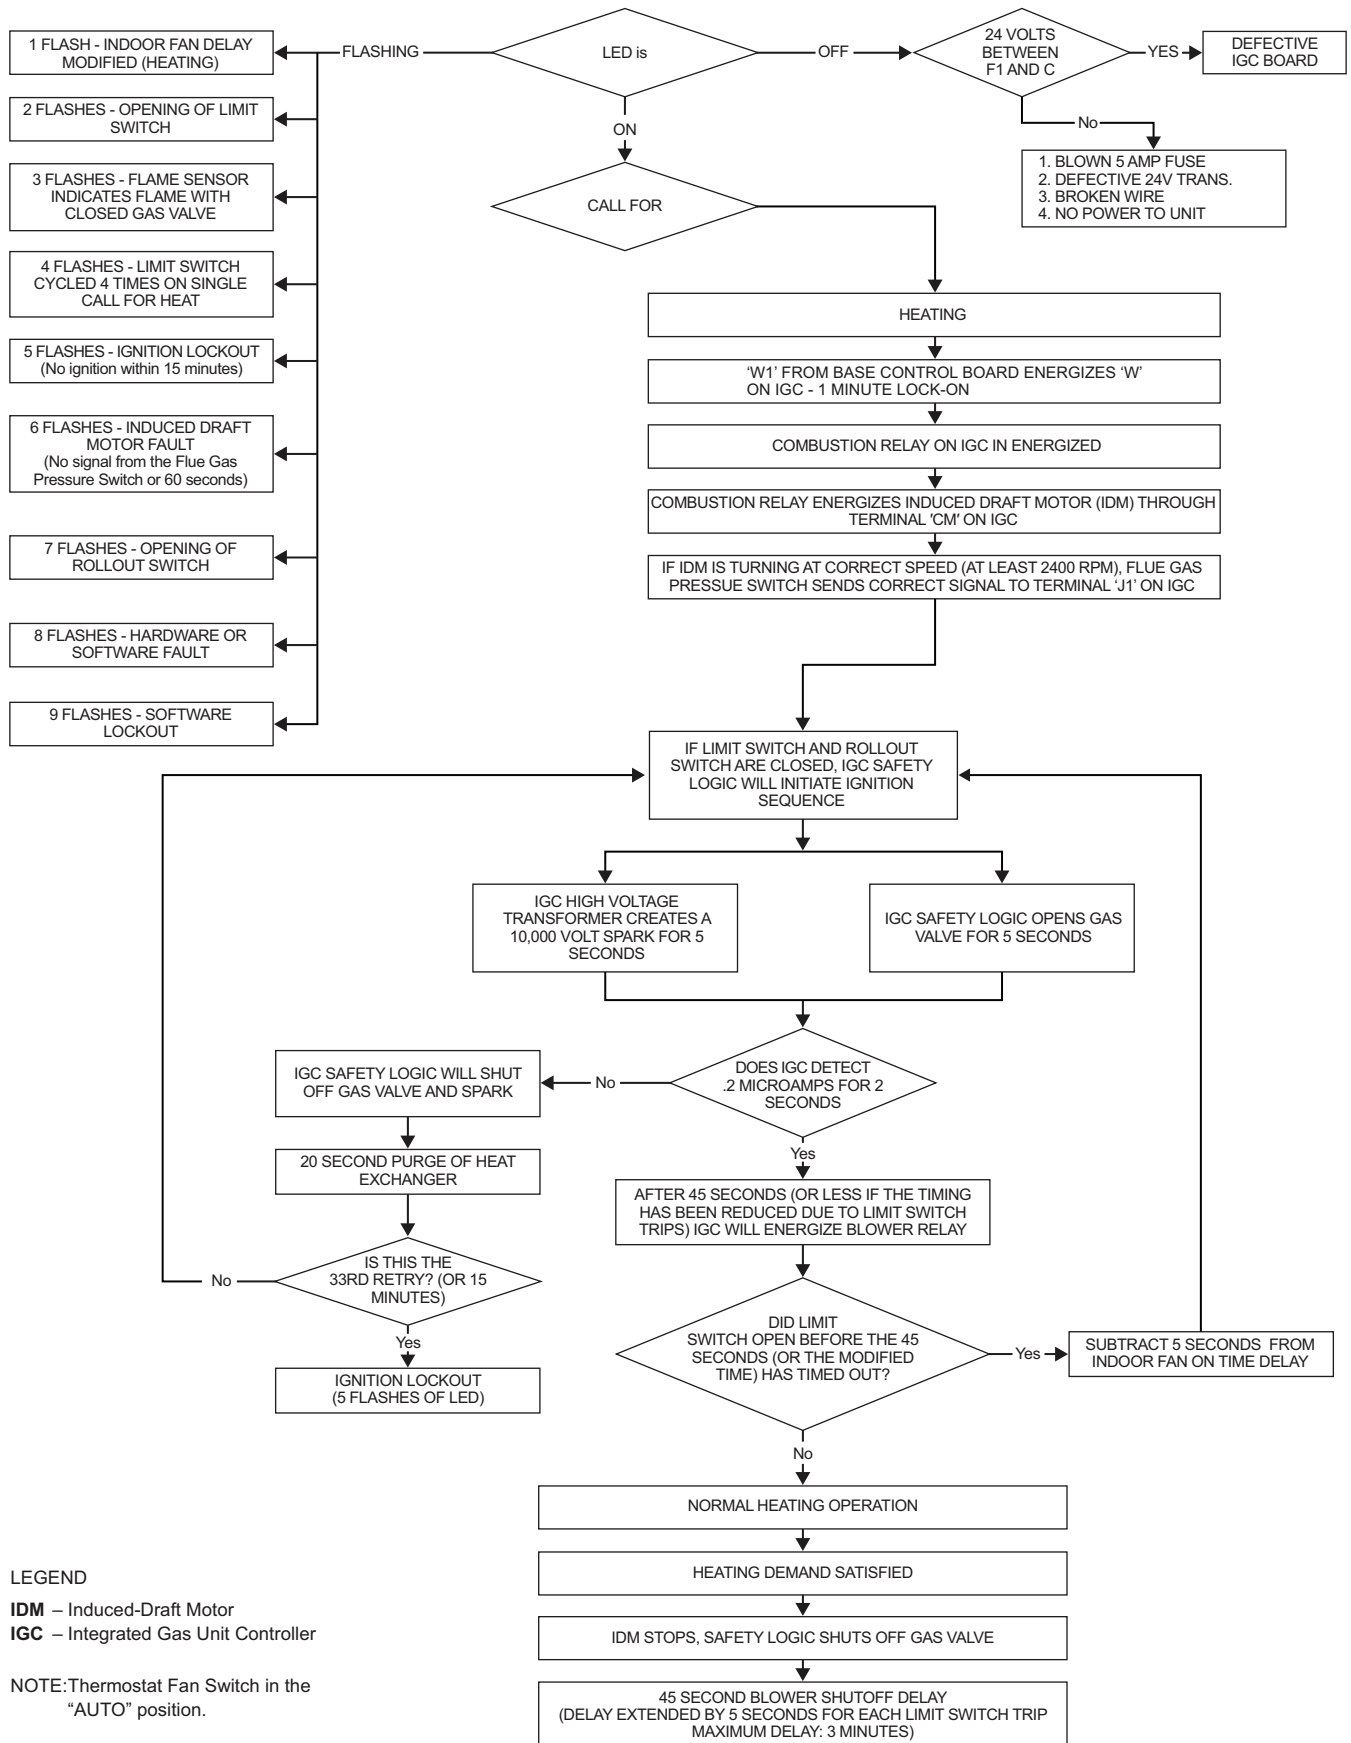 1 FLASH - INDOOR FAN DELAY
MODIFIED (HEATING)
FLASHING
LED is
OFF
24 VOLTS
BETWEEN
F1 AND C
YES
DEFECTIVE
IGC BOARD
2 FLASHES - OPENING OF LIMIT
SWITCH
ON
No
3 FLASHES - FLAME SENSOR
INDICATES FLAME WITH
CLOSED GAS VALVE
CALL FOR
1. BLOWN 5 AMP FUSE
2. DEFECTIVE 24V TRANS.
3. BROKEN WIRE
4. NO POWER TO UNIT
4 FLASHES - LIMIT SWITCH
CYCLED 4 TIMES ON SINGLE
CALL FOR HEAT
HEATING
5 FLASHES - IGNITION LOCKOUT
(No ignition within 15 minutes)
‘W1’ FROM BASE CONTROL BOARD ENERGIZES ‘W’
ON IGC - 1 MINUTE LOCK-ON
6 FLASHES - INDUCED DRAFT
MOTOR FAULT
(No signal from the Flue Gas
Pressure Switch or 60 seconds)
COMBUSTION RELAY ON IGC IN ENERGIZED
COMBUSTION RELAY ENERGIZES INDUCED DRAFT MOTOR (IDM) THROUGH
TERMINAL ′CM′ ON IGC
7 FLASHES - OPENING OF
ROLLOUT SWITCH
IF IDM IS TURNING AT CORRECT SPEED (AT LEAST 2400 RPM), FLUE GAS
PRESSUE SWITCH SENDS CORRECT SIGNAL TO TERMINAL ‘J1’ ON IGC
8 FLASHES - HARDWARE OR
SOFTWARE FAULT
9 FLASHES - SOFTWARE
LOCKOUT
IF LIMIT SWITCH AND ROLLOUT
SWITCH ARE CLOSED, IGC SAFETY
LOGIC WILL INITIATE IGNITION
SEQUENCE
IGC HIGH VOLTAGE
TRANSFORMER CREATES A
10,000 VOLT SPARK FOR 5
SECONDS
IGC SAFETY LOGIC OPENS GAS
VALVE FOR 5 SECONDS
DOES IGC DETECT
.2 MICROAMPS FOR 2
SECONDS
No
IGC SAFETY LOGIC WILL SHUT
OFF GAS VALVE AND SPARK
Yes
20 SECOND PURGE OF HEAT
EXCHANGER
AFTER 45 SECONDS (OR LESS IF THE TIMING
HAS BEEN REDUCED DUE TO LIMIT SWITCH
TRIPS) IGC WILL ENERGIZE BLOWER RELAY
IS THIS THE
33RD RETRY? (OR 15
MINUTES)
No
Yes
IGNITION LOCKOUT
(5 FLASHES OF LED)
DID LIMIT
SWITCH OPEN BEFORE THE 45
SECONDS (OR THE MODIFIED
TIME) HAS TIMED OUT?
Yes
SUBTRACT 5 SECONDS FROM
INDOOR FAN ON TIME DELAY
No
NORMAL HEATING OPERATION
HEATING DEMAND SATISFIED
IDM STOPS, SAFETY LOGIC SHUTS OFF GAS VALVE
45 SECOND BLOWER SHUTOFF DELAY
(DELAY EXTENDED BY 5 SECONDS FOR EACH LIMIT SWITCH TRIP
MAXIMUM DELAY: 3 MINUTES)
LEGEND
IDM – Induced-Draft Motor
IGC – Integrated Gas Unit Controller
NOTE:Thermostat Fan Switch in the
“AUTO” position.